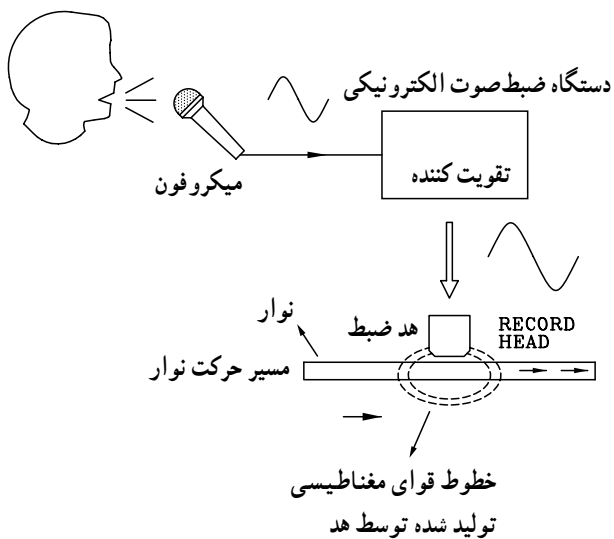 دستگاه ضبط‌صوت الکترونیکی
تقویت کننده
میکروفون
نوار
هد ضبط
RECORD
HEAD
مسیر حرکت نوار
خطوط قوای مغناطیسی
تولید شده توسط هد